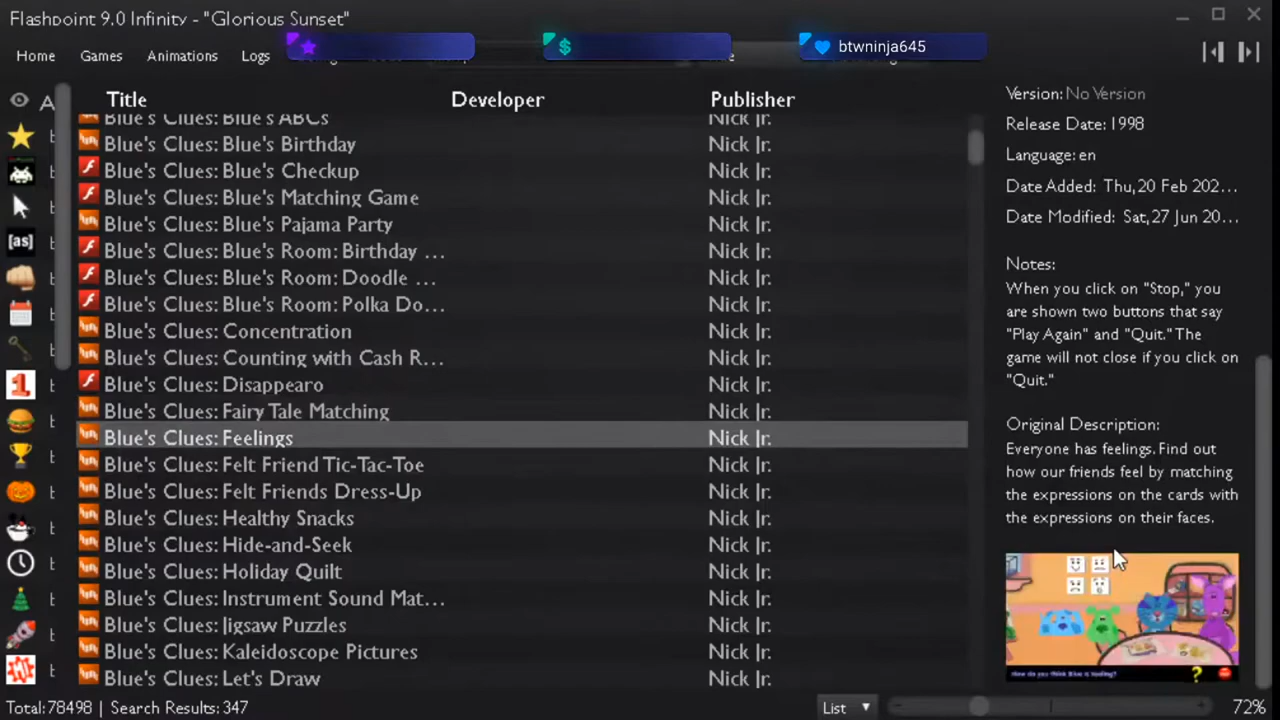 Flashpoint 9.0 Infinity - "Glorious Sunset"
Home Games Animations Logs
btwninja645
Title Developer Publisher
Blue's Clues: Blue's ABCs Nick Jr.
Blue's Clues: Blue's Birthday Nick Jr.
Blue's Clues: Blue's Checkup Nick Jr.
Blue's Clues: Blue's Matching Game Nick Jr.
Blue's Clues: Blue's Pajama Party Nick Jr.
Blue's Clues: Blue's Room: Birthday ... Nick Jr.
Blue's Clues: Blue's Room: Doodle ... Nick Jr.
Blue's Clues: Blue's Room: Polka Do... Nick Jr.
Blue's Clues: Concentration Nick Jr.
Blue's Clues: Counting with Cash R... Nick Jr.
Blue's Clues: Disappearo Nick Jr.
Blue's Clues: Fairy Tale Matching Nick Jr.
Blue's Clues: Feelings Nick Jr.
Blue's Clues: Felt Friend Tic-Tac-Toe Nick Jr.
Blue's Clues: Felt Friends Dress-Up Nick Jr.
Blue's Clues: Healthy Snacks Nick Jr.
Blue's Clues: Hide-and-Seek Nick Jr.
Blue's Clues: Holiday Quilt Nick Jr.
Blue's Clues: Instrument Sound Mat... Nick Jr.
Blue's Clues: Jigsaw Puzzles Nick Jr.
Blue's Clues: Kaleidoscope Pictures Nick Jr.
Blue's Clues: Let's Draw Nick Jr.
Version: No Version
Release Date: 1998
Language: en
Date Added: Thu, 20 Feb 202...
Date Modified: Sat, 27 Jun 20...
Notes:
When you click on "Stop," you
are shown two buttons that say
"Play Again" and "Quit." The
game will not close if you click on
"Quit."
Original Description:
Everyone has feelings. Find out
how our friends feel by matching
the expressions on the cards with
the expressions on their faces.
How do you think Blue is feeling?
Total: 78498 | Search Results: 347
List
72%